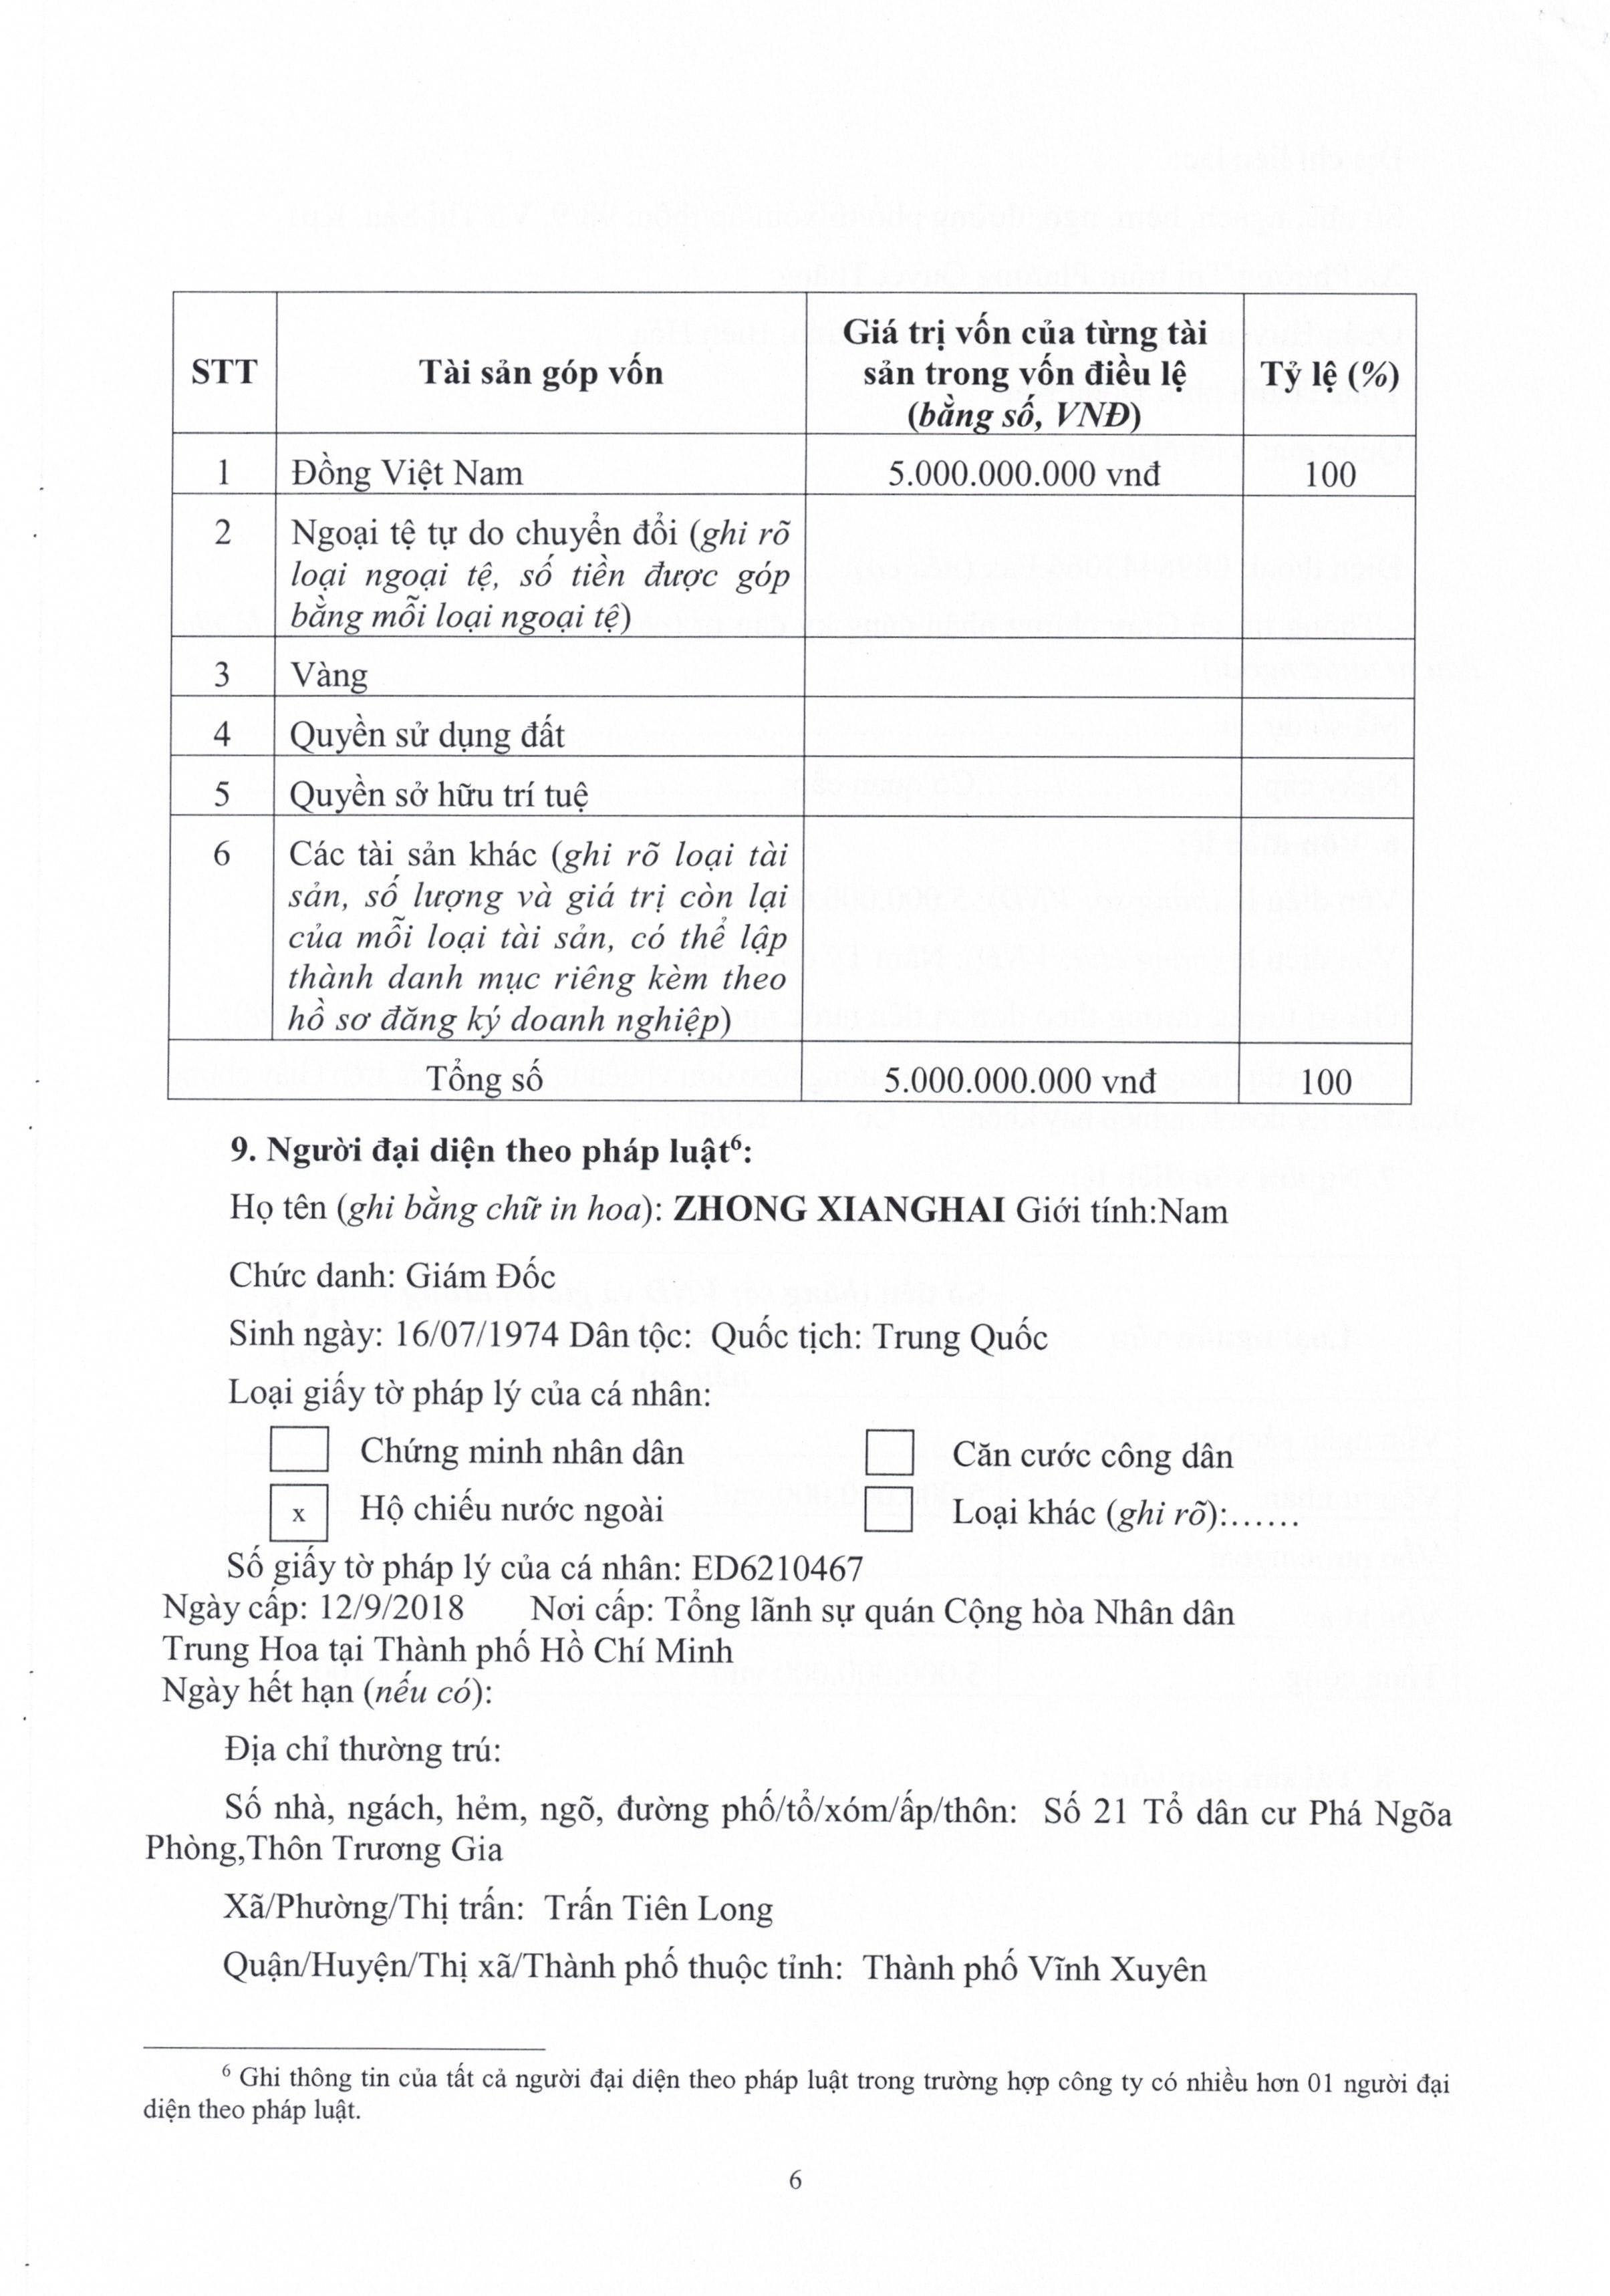 STT
Tài sản góp vốn
Giá trị vốn của từng tài
sản trong vốn điều lệ
(bằng số, VNĐ)
Tỷ lệ (%)
1 Đồng Việt Nam 5.000.000.000 vnđ 100
2 Ngoại tệ tự do chuyển đổi (ghi rõ
loại ngoại tệ, số tiền được góp
bằng mỗi loại ngoại tệ)
3 Vàng
4 Quyền sử dụng đất
5 Quyền sở hữu trí tuệ
6 Các tài sản khác (ghi rõ loại tài
sản, số lượng và giá trị còn lại
của mỗi loại tài sản, có thể lập
thành danh mục riêng kèm theo
hồ sơ đăng ký doanh nghiệp)
Tổng số 5.000.000.000 vnđ 100
9. Người đại diện theo pháp luật⁶:
Họ tên (ghi bằng chữ in hoa): ZHONG XIANGHAI Giới tính:Nam
Chức danh: Giám Đốc
Sinh ngày: 16/07/1974 Dân tộc: Quốc tịch: Trung Quốc
Loại giấy tờ pháp lý của cá nhân:
Chứng minh nhân dân Căn cước công dân
x Hộ chiếu nước ngoài Loại khác (ghi rõ):......
Số giấy tờ pháp lý của cá nhân: ED6210467
Ngày cấp: 12/9/2018 Nơi cấp: Tổng lãnh sự quán Cộng hòa Nhân dân
Trung Hoa tại Thành phố Hồ Chí Minh
Ngày hết hạn (nếu có):
Địa chỉ thường trú:
Số nhà, ngách, hẻm, ngõ, đường phố/tổ/xóm/ấp/thôn: Số 21 Tổ dân cư Phá Ngõa
Phòng,Thôn Trương Gia
Xã/Phường/Thị trấn: Trấn Tiên Long
Quận/Huyện/Thị xã/Thành phố thuộc tỉnh: Thành phố Vĩnh Xuyên
⁶ Ghi thông tin của tất cả người đại diện theo pháp luật trong trường hợp công ty có nhiều hơn 01 người đại
diện theo pháp luật.
6